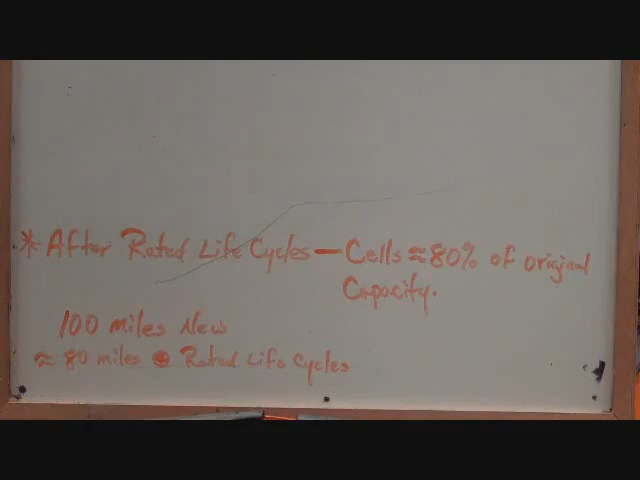 * After Rated Life Cycles — Cells ≈ 80% of original
Capacity.
100 miles New
≈ 80 miles @ Rated Life Cycles